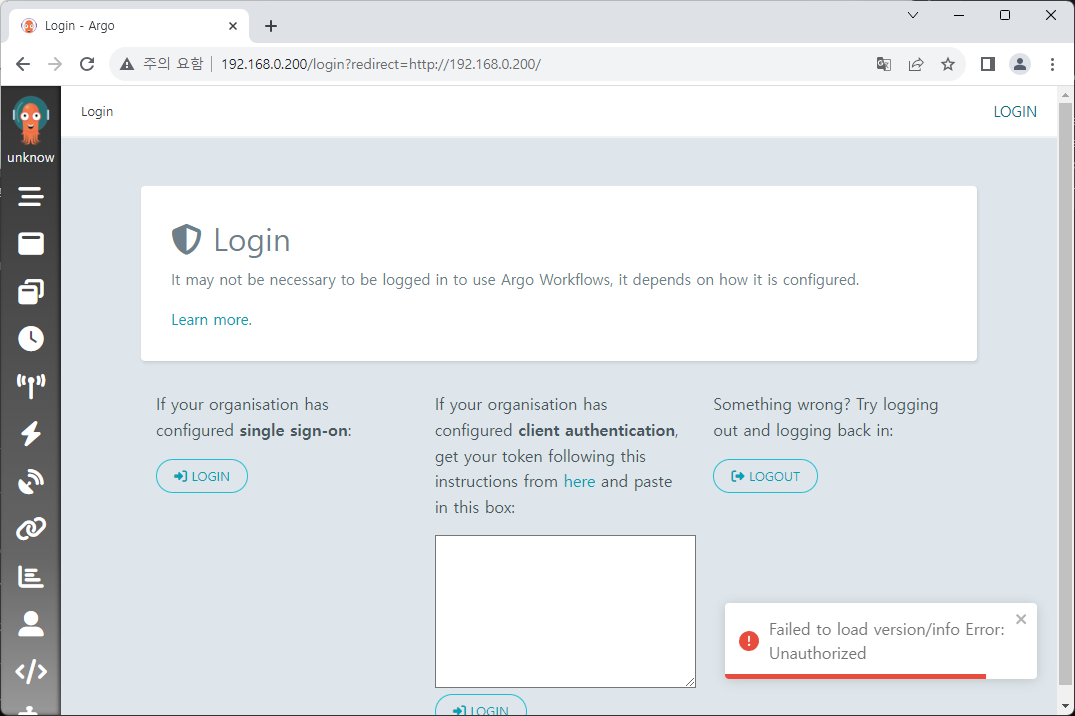 Login - Argo
주의 요함
192.168.0.200/login?redirect=http://192.168.0.200/
Login
LOGIN
unknow
Login
It may not be necessary to be logged in to use Argo Workflows, it depends on how it is configured.
Learn more.
If your organisation has
configured single sign-on:
LOGIN
If your organisation has
configured client authentication,
get your token following this
instructions from here and paste
in this box:
LOGIN
Something wrong? Try logging
out and logging back in:
LOGOUT
Failed to load version/info Error:
Unauthorized